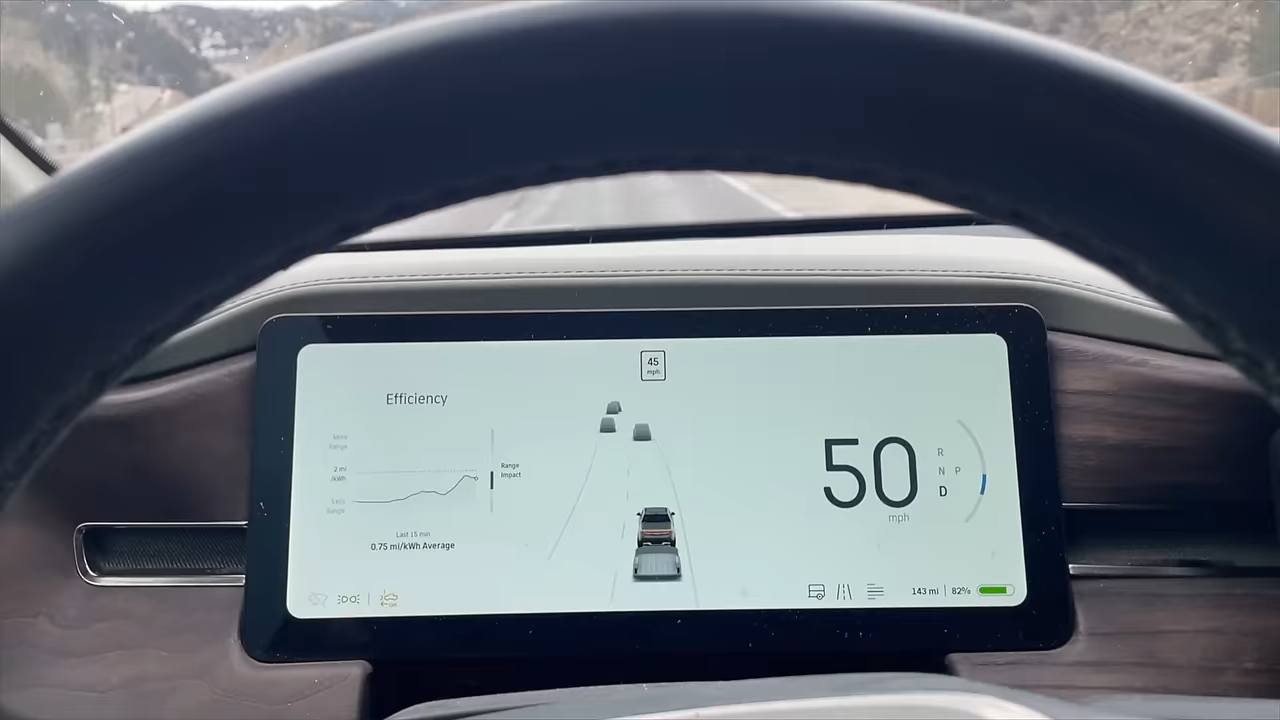 45
mph
Efficiency
More
Range
2 mi
/kWh
Less
Range
Range
Impact
Last 15 min
0.75 mi/kWh Average
50
mph
R
N P
D
143 mi 82%